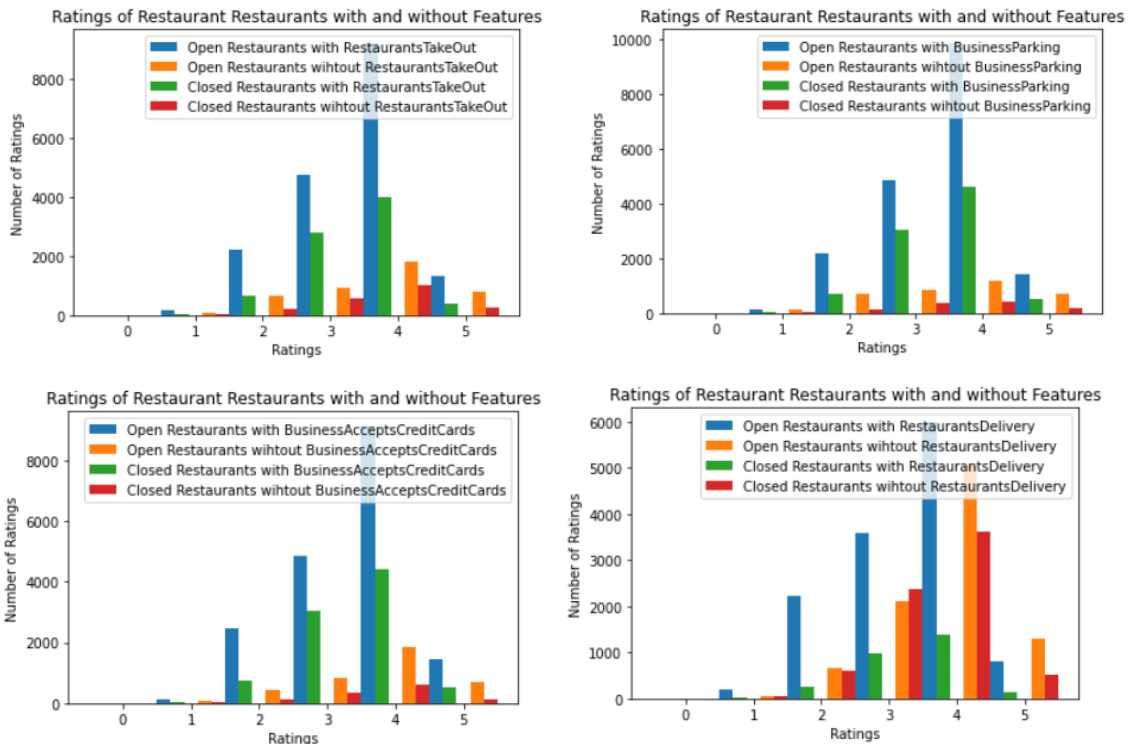 Ratings of Restaurant Restaurants with and without Features
Open Restaurants with RestaurantsTakeOut
Open Restaurants wihtout RestaurantsTakeOut
Closed Restaurants with RestaurantsTakeOut
Closed Restaurants wihtout RestaurantsTakeOut
Number of Ratings
8000
6000
4000
2000
0
0 1 2 3 4 5
Ratings
Ratings of Restaurant Restaurants with and without Features
Open Restaurants with BusinessParking
Open Restaurants wihtout BusinessParking
Closed Restaurants with BusinessParking
Closed Restaurants wihtout BusinessParking
Number of Ratings
10000
8000
6000
4000
2000
0
0 1 2 3 4 5
Ratings
Ratings of Restaurant Restaurants with and without Features
Open Restaurants with BusinessAcceptsCreditCards
Open Restaurants wihtout BusinessAcceptsCreditCards
Closed Restaurants with BusinessAcceptsCreditCards
Closed Restaurants wihtout BusinessAcceptsCreditCards
Number of Ratings
8000
6000
4000
2000
0
0 1 2 3 4 5
Ratings
Ratings of Restaurant Restaurants with and without Features
Open Restaurants with RestaurantsDelivery
Open Restaurants wihtout RestaurantsDelivery
Closed Restaurants with RestaurantsDelivery
Closed Restaurants wihtout RestaurantsDelivery
Number of Ratings
6000
5000
4000
3000
2000
1000
0
0 1 2 3 4 5
Ratings